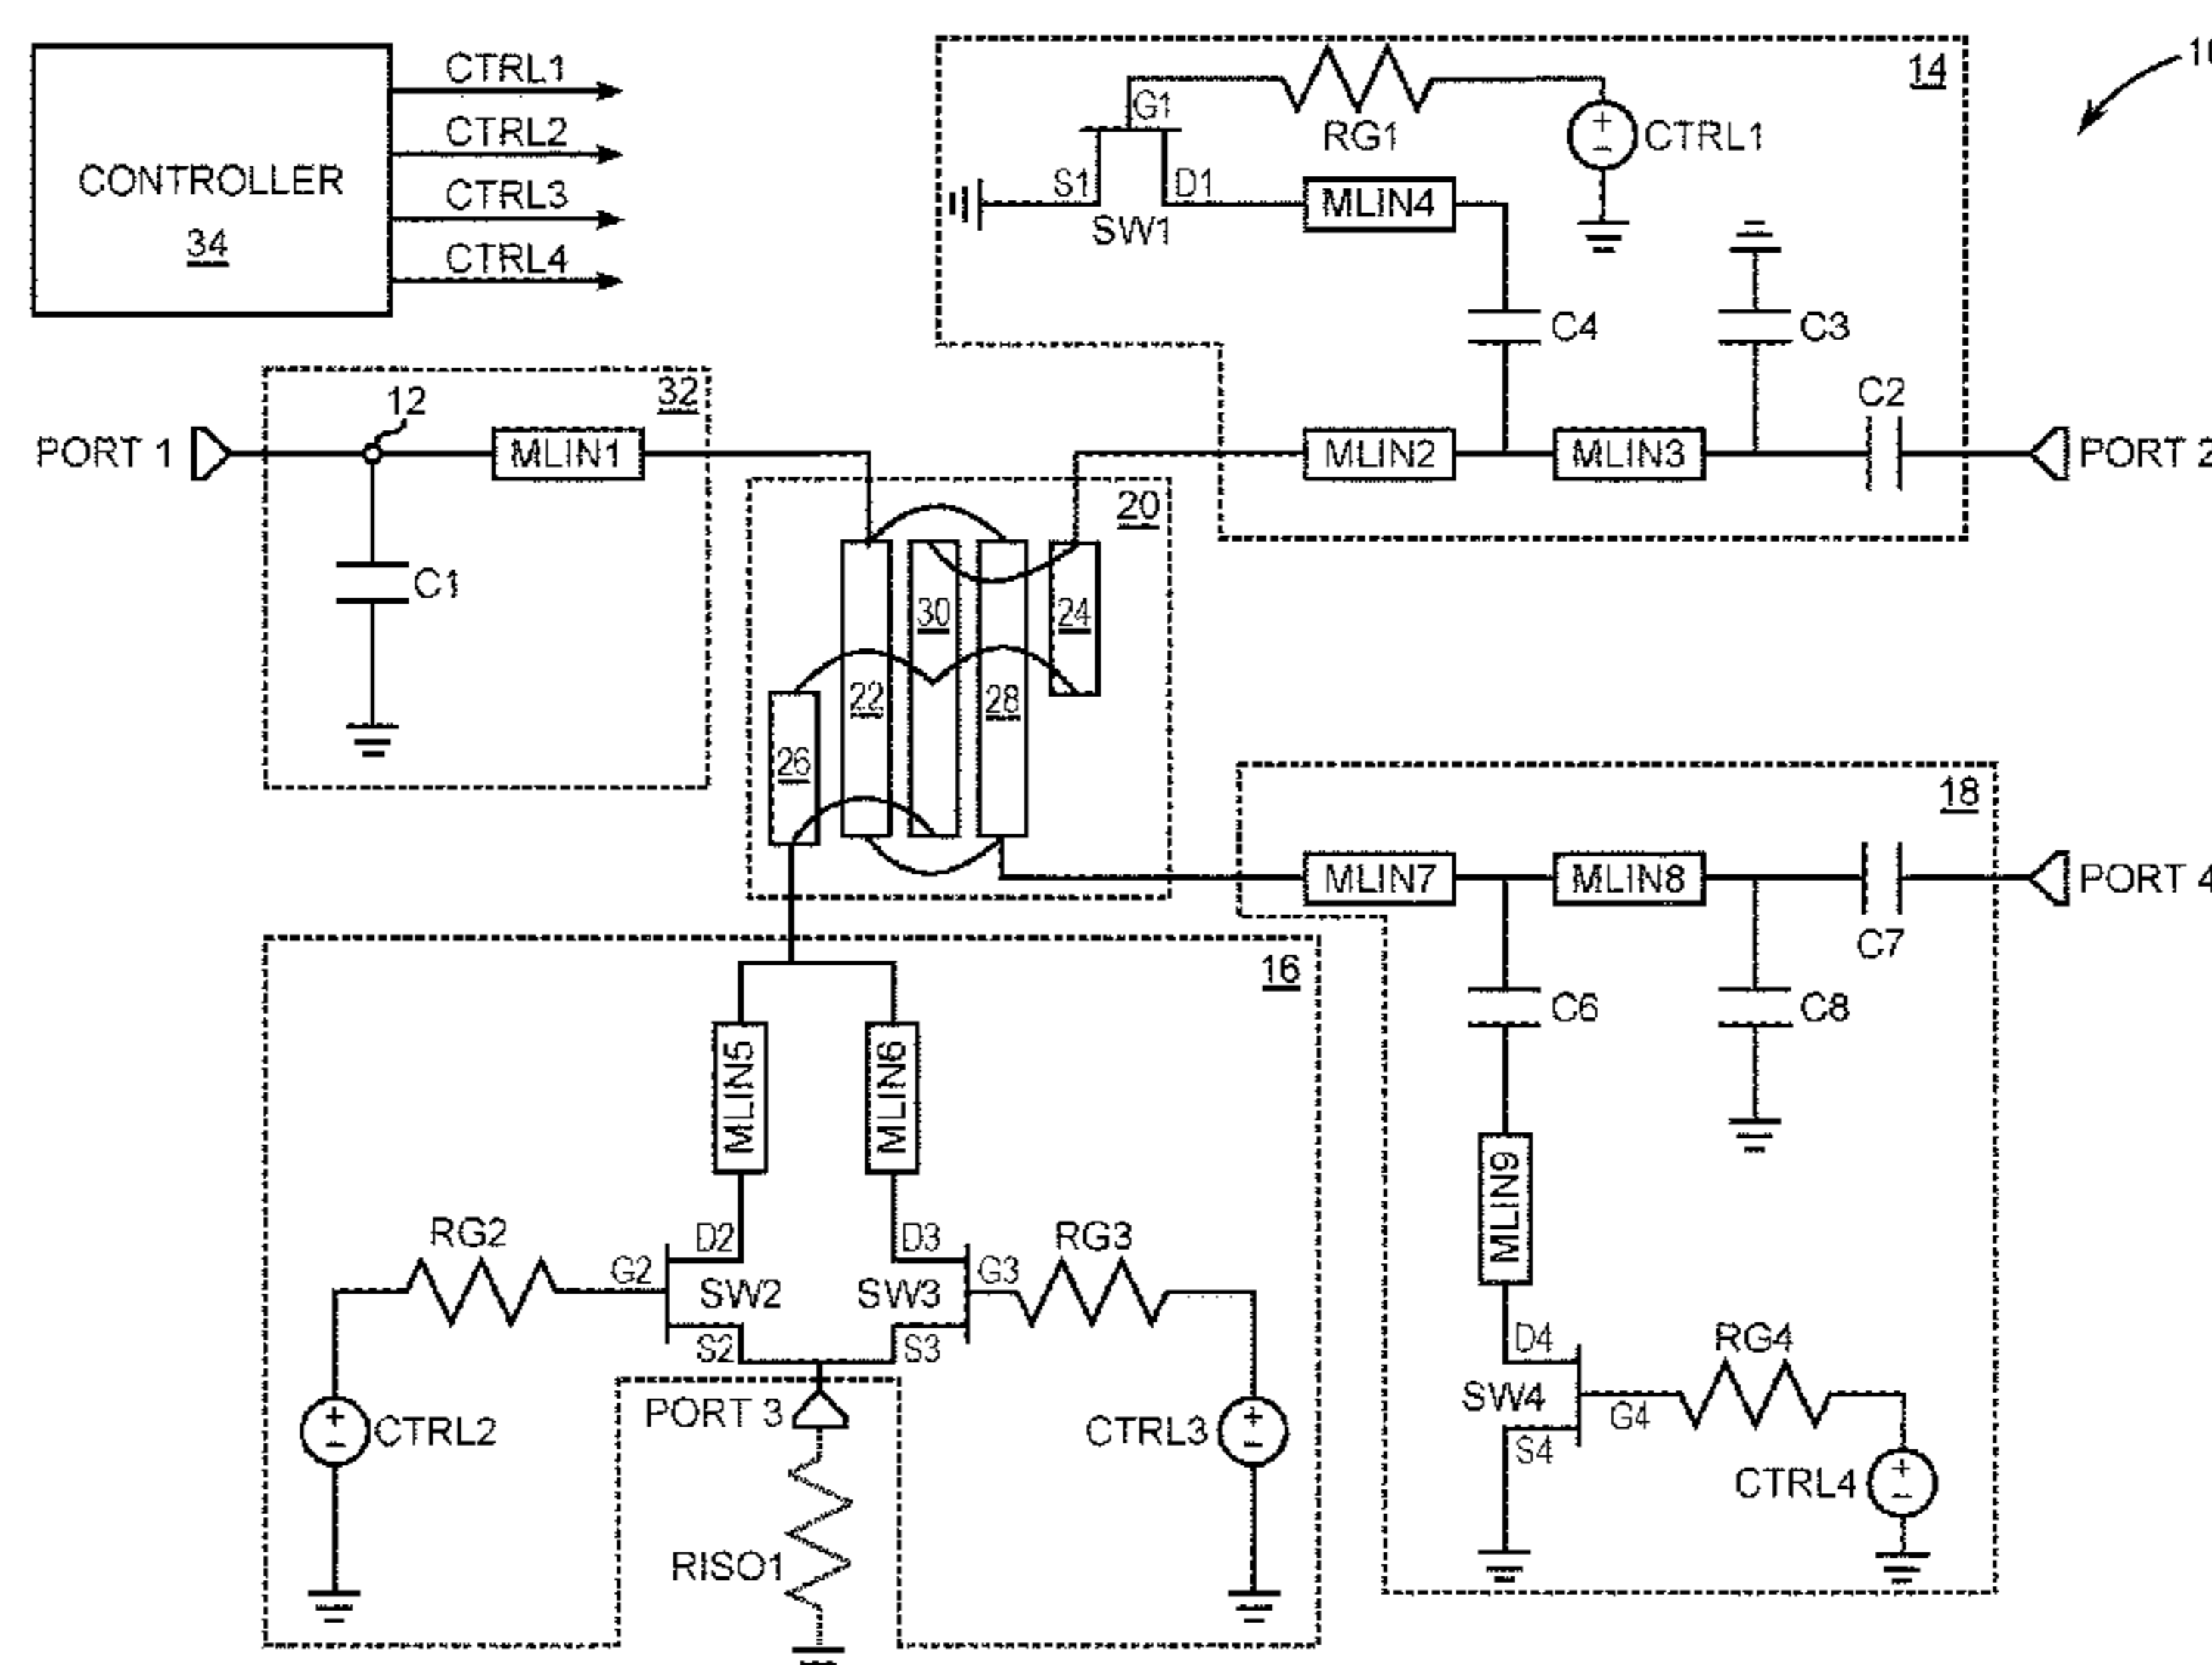 CONTROLLER
34
CTRL1
CTRL2
CTRL3
CTRL4
14
G1
RG1
CTRL1
S1
D1
SW1
MLIN4
C4
C3
C2
PORT 1
12
32
MLIN1
C1
MLIN2
MLIN3
PORT 2
20
30
24
22
28
26
18
MLIN7
MLIN8
PORT 4
C7
C6
C8
MLIN9
D4
SW4
S4
G4
RG4
CTRL4
16
MLIN5
MLIN6
RG2
G2
D2
SW2
S2
D3
SW3
S3
G3
RG3
CTRL2
PORT 3
CTRL3
RISO1